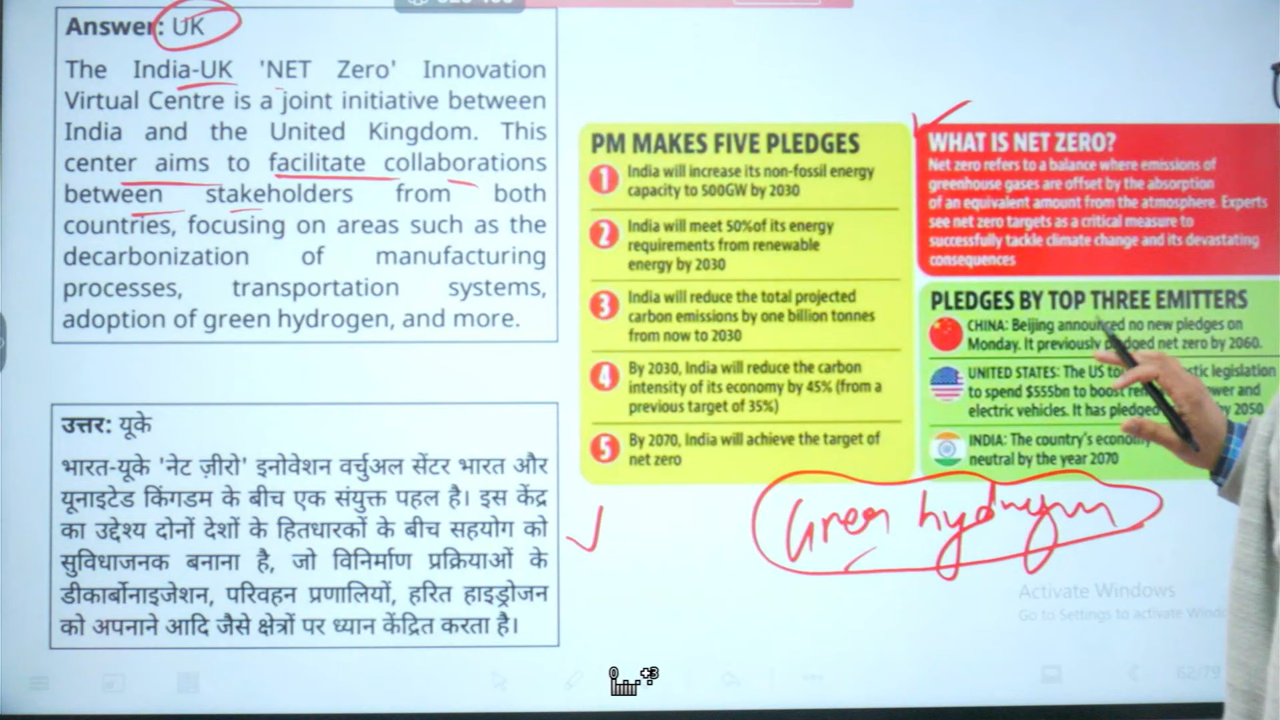 Answer: UK
The India-UK 'NET Zero' Innovation
Virtual Centre is a joint initiative between
India and the United Kingdom. This
center aims to facilitate collaborations
between stakeholders from both
countries, focusing on areas such as the
decarbonization of manufacturing
processes, transportation systems,
adoption of green hydrogen, and more.
उत्तर: यूके
भारत-यूके 'नेट ज़ीरो' इनोवेशन वर्चुअल सेंटर भारत और
यूनाइटेड किंगडम के बीच एक संयुक्त पहल है। इस केंद्र
का उद्देश्य दोनों देशों के हितधारकों के बीच सहयोग को
सुविधाजनक बनाना है, जो विनिर्माण प्रक्रियाओं के
डीकार्बोनाइजेशन, परिवहन प्रणालियों, हरित हाइड्रोजन
को अपनाने आदि जैसे क्षेत्रों पर ध्यान केंद्रित करता है।
PM MAKES FIVE PLEDGES
1 India will increase its non-fossil energy
capacity to 500GW by 2030
2 India will meet 50%of its energy
requirements from renewable
energy by 2030
3 India will reduce the total projected
carbon emissions by one billion tonnes
from now to 2030
4 By 2030, India will reduce the carbon
intensity of its economy by 45% (from a
previous target of 35%)
5 By 2070, India will achieve the target of
net zero
WHAT IS NET ZERO?
Net zero refers to a balance where emissions of
greenhouse gases are offset by the absorption
of an equivalent amount from the atmosphere. Experts
see net zero targets as a critical measure to
successfully tackle climate change and its devastating
consequences
PLEDGES BY TOP THREE EMITTERS
CHINA: Beijing announced no new pledges on
Monday. It previously pledged net zero by 2060.
UNITED STATES: The US legislation
to spend $555bn to boost and
electric vehicles. It has pledged by 2050
INDIA: The country's
neutral by the year 2070
Green hydrogen
Activate Windows
Go to Settings to activate
62/79